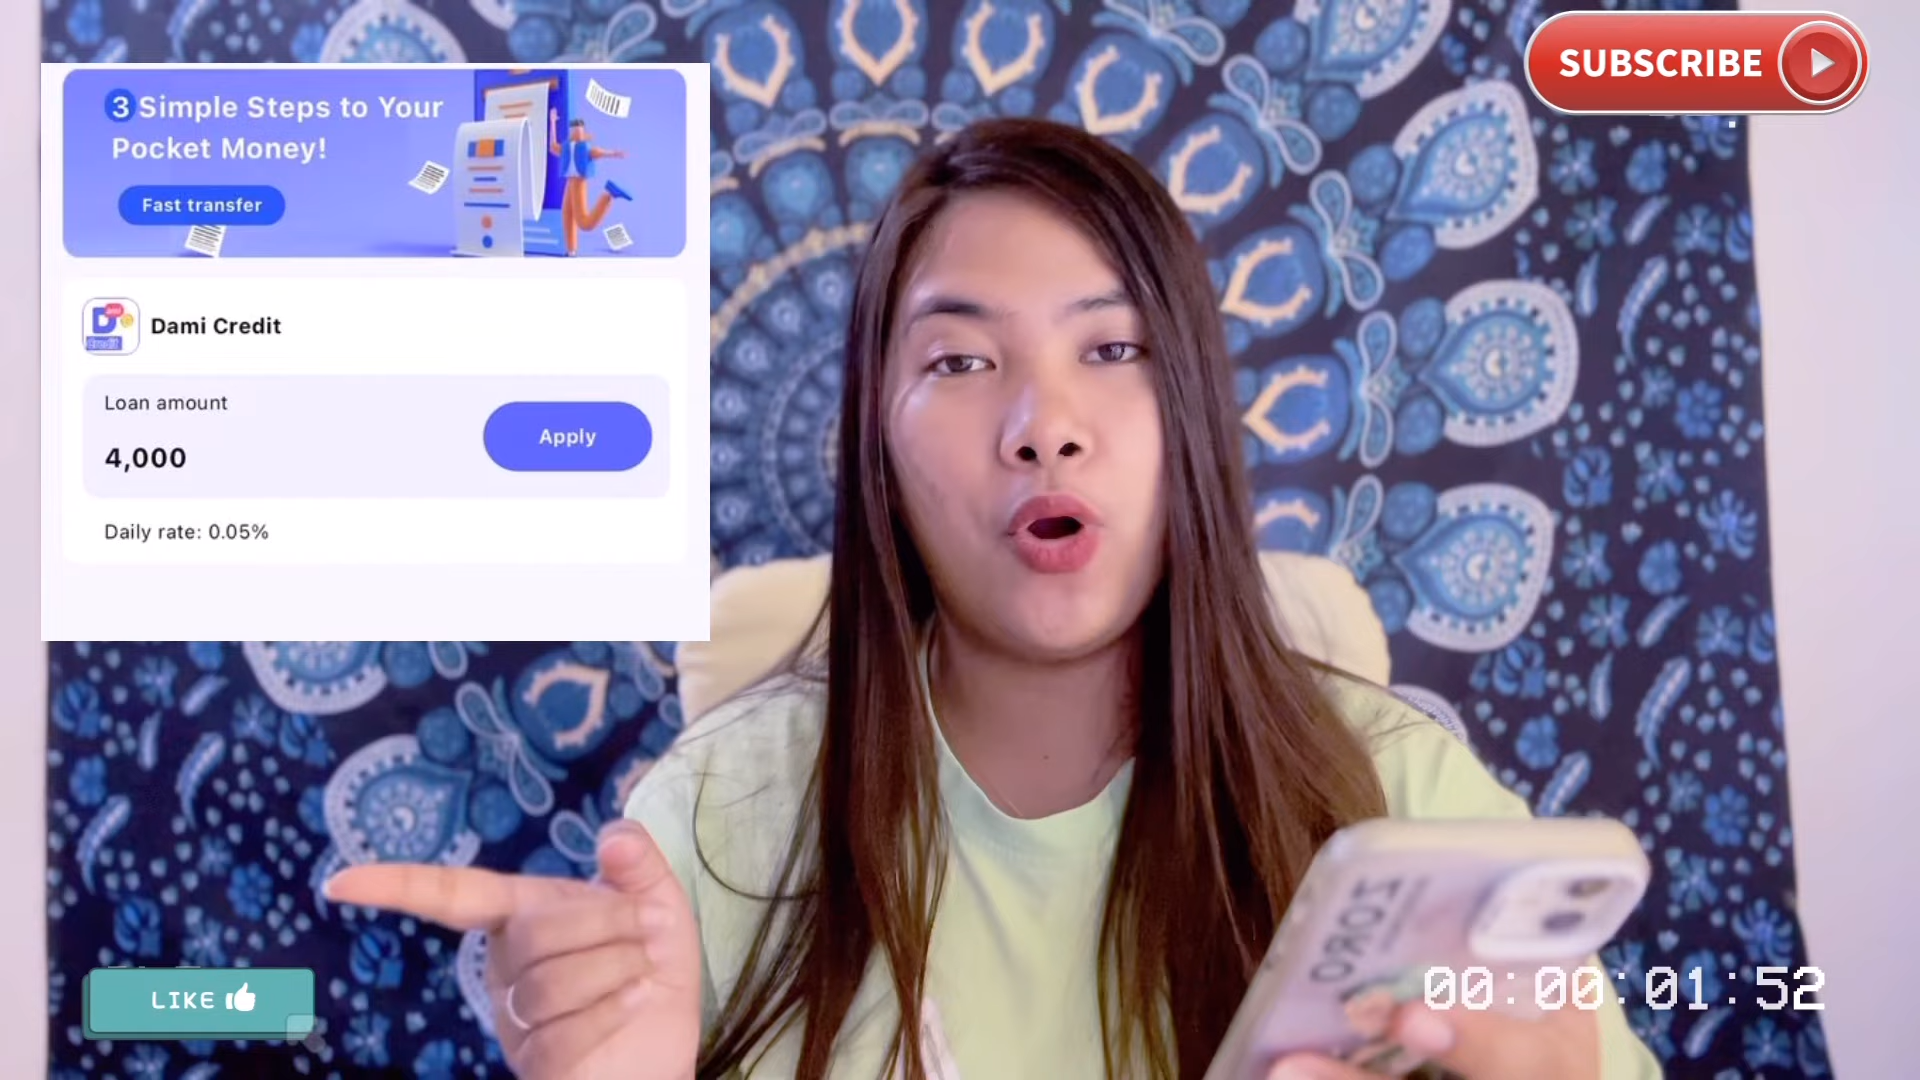 SUBSCRIBE
3 Simple Steps to Your
Pocket Money!
Fast transfer
Dami Credit
Loan amount
4,000
Apply
Daily rate: 0.05%
ZORO
LIKE
00:00:01:52